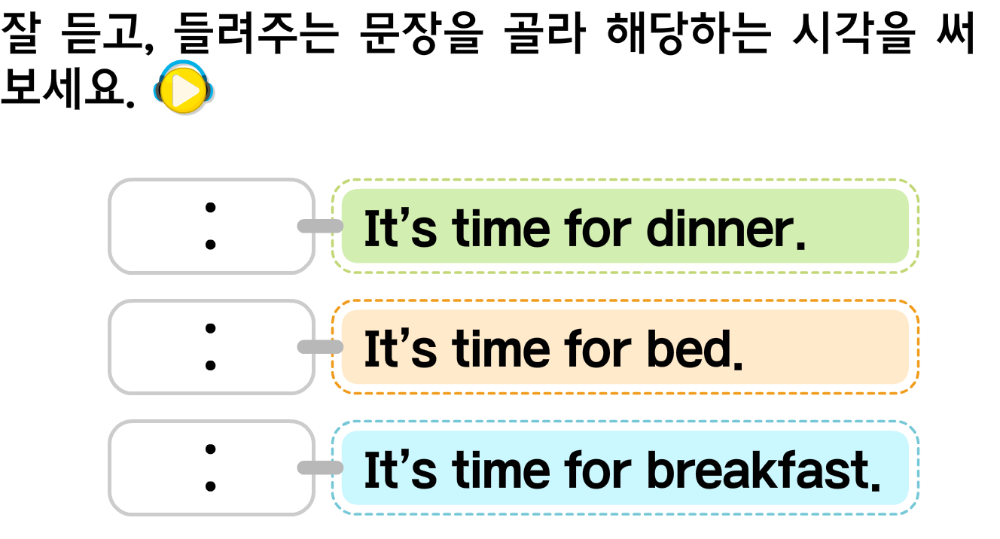 잘 듣고, 들려주는 문장을 골라 해당하는 시각을 써
보세요.
: It’s time for dinner.
: It’s time for bed.
: It’s time for breakfast.